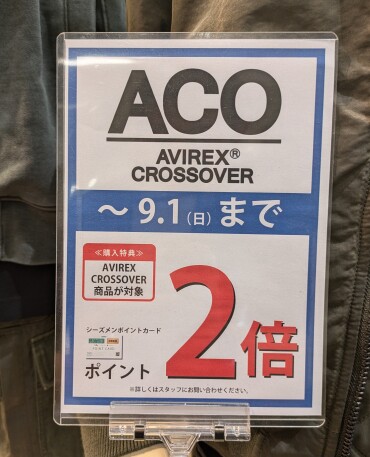 ACO
AVIREX®
CROSSOVER
～ 9.1(日)まで
≪購入特典≫
AVIREX
CROSSOVER
商品が対象
シーズメンポイントカード
ポイント 2倍
※詳しくはスタッフにお問い合わせください。